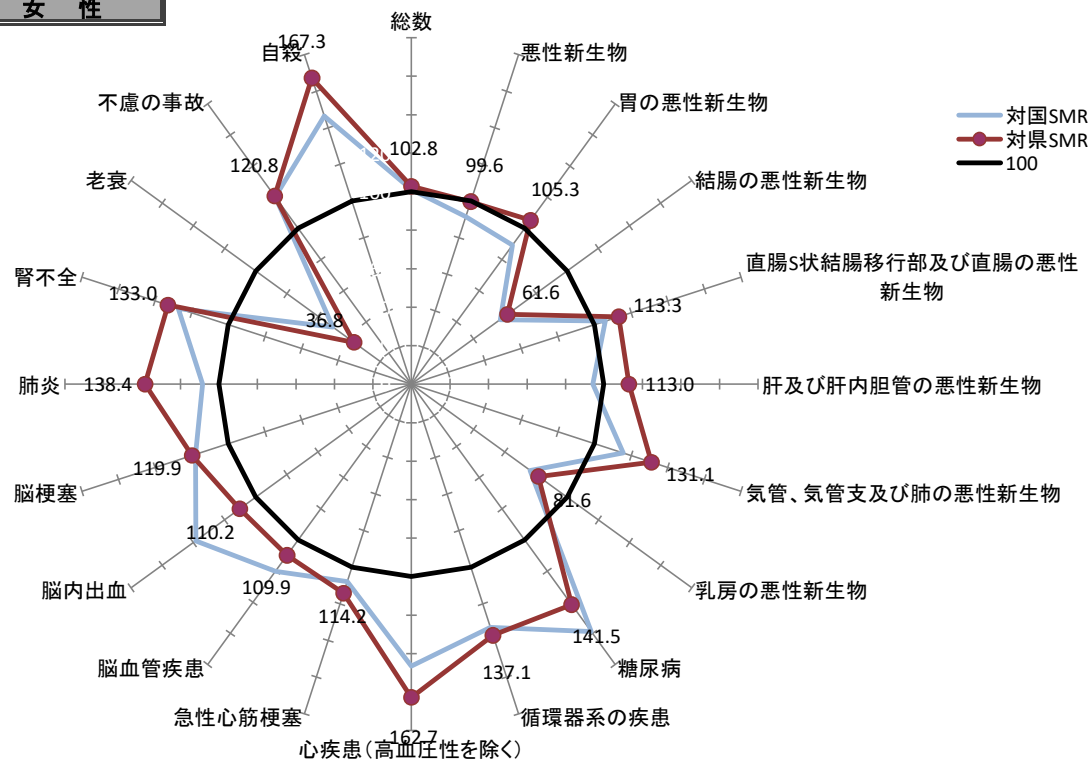 女 性
総数
167.3
自殺
悪性新生物
不慮の事故
胃の悪性新生物
対国SMR
対県SMR
100
120.8
102.8
99.6
105.3
老衰
結腸の悪性新生物
腎不全
133.0
36.8
61.6
113.3
直腸S状結腸移行部及び直腸の悪性
新生物
肺炎
138.4
113.0
肝及び肝内胆管の悪性新生物
脳梗塞
119.9
131.1
気管、気管支及び肺の悪性新生物
脳内出血
110.2
81.6
乳房の悪性新生物
脳血管疾患
109.9
114.2
137.1
141.5
糖尿病
急性心筋梗塞
162.7
心疾患(高血圧性を除く)
循環器系の疾患